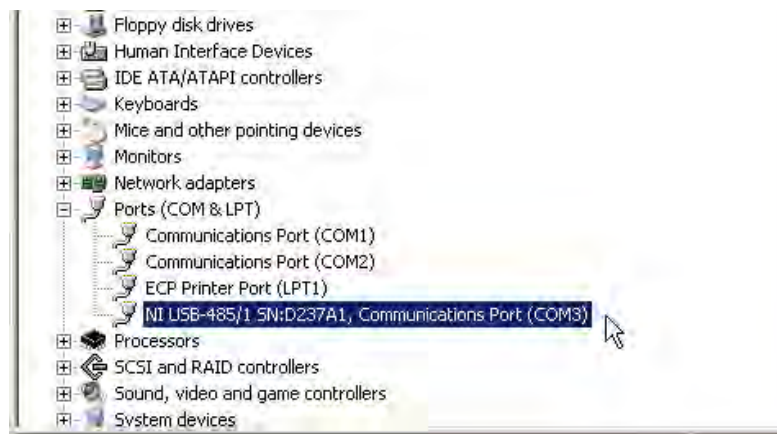 Floppy disk drives
Human Interface Devices
IDE ATA/ATAPI controllers
Keyboards
Mice and other pointing devices
Monitors
Network adapters
Ports (COM & LPT)
Communications Port (COM1)
Communications Port (COM2)
ECP Printer Port (LPT1)
NI USB-485/1 SN:D237A1, Communications Port (COM3)
Processors
SCSI and RAID controllers
Sound, video and game controllers
System devices